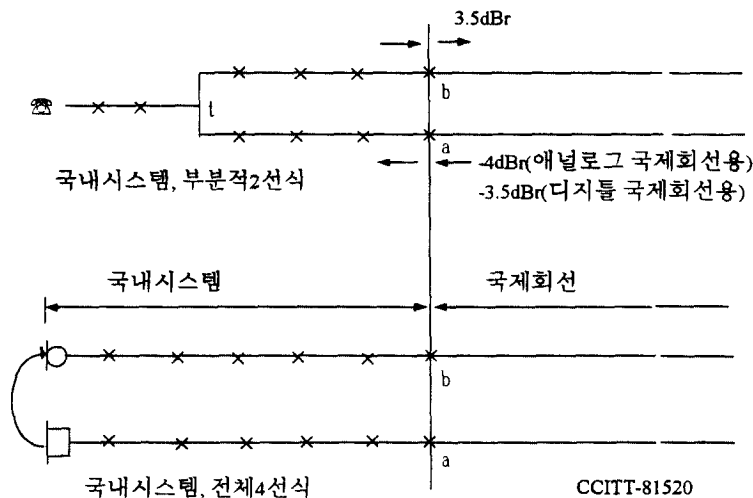 3.5dBr
b
t
a
-4dBr(애널로그 국제회선용)
-3.5dBr(디지틀 국제회선용)
국내시스템, 부분적2선식
국내시스템
국제회선
b
a
국내시스템, 전체4선식
CCITT-81520